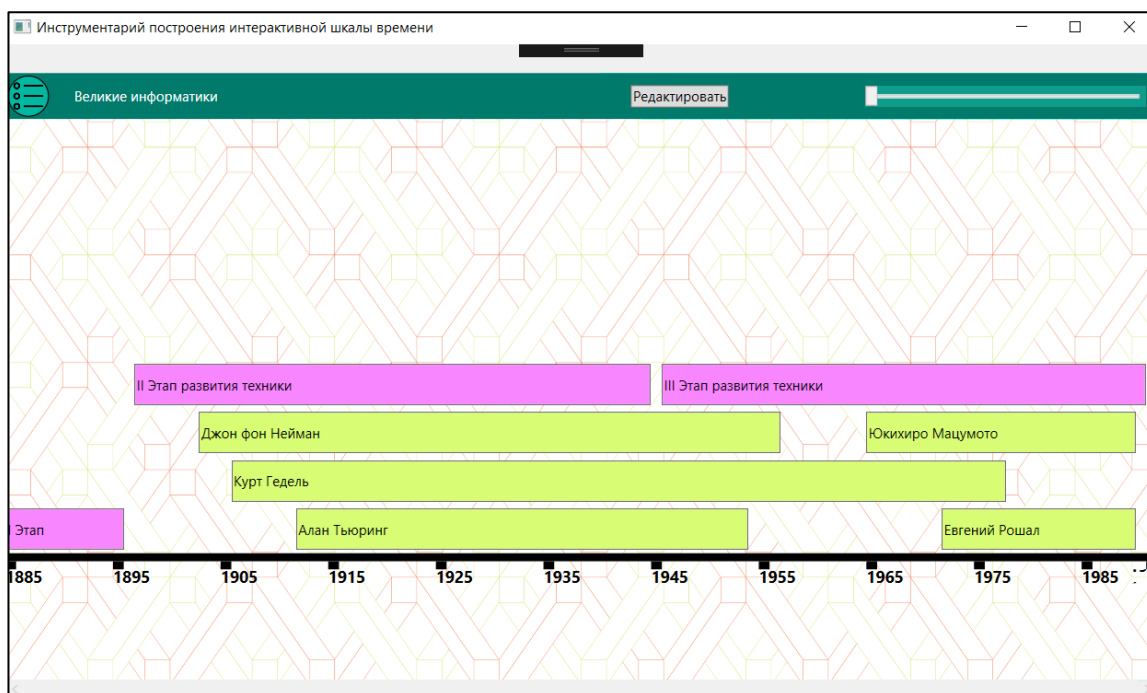 Инструментарий построения интерактивной шкалы времени
Великие информатики Редактировать
II Этап развития техники III Этап развития техники
Джон фон Нейман Юкихиро Мацумото
Курт Гедель
Этап Алан Тьюринг Евгений Рошал
1885 1895 1905 1915 1925 1935 1945 1955 1965 1975 1985